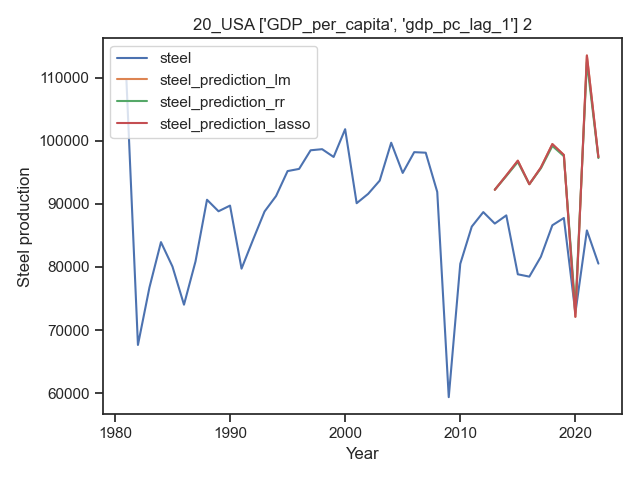 20_USA ['GDP_per_capita', 'gdp_pc_lag_1'] 2
steel
steel_prediction_lm
steel_prediction_rr
steel_prediction_lasso
110000
100000
90000
80000
70000
60000
Steel production
1980
1990
2000
2010
2020
Year